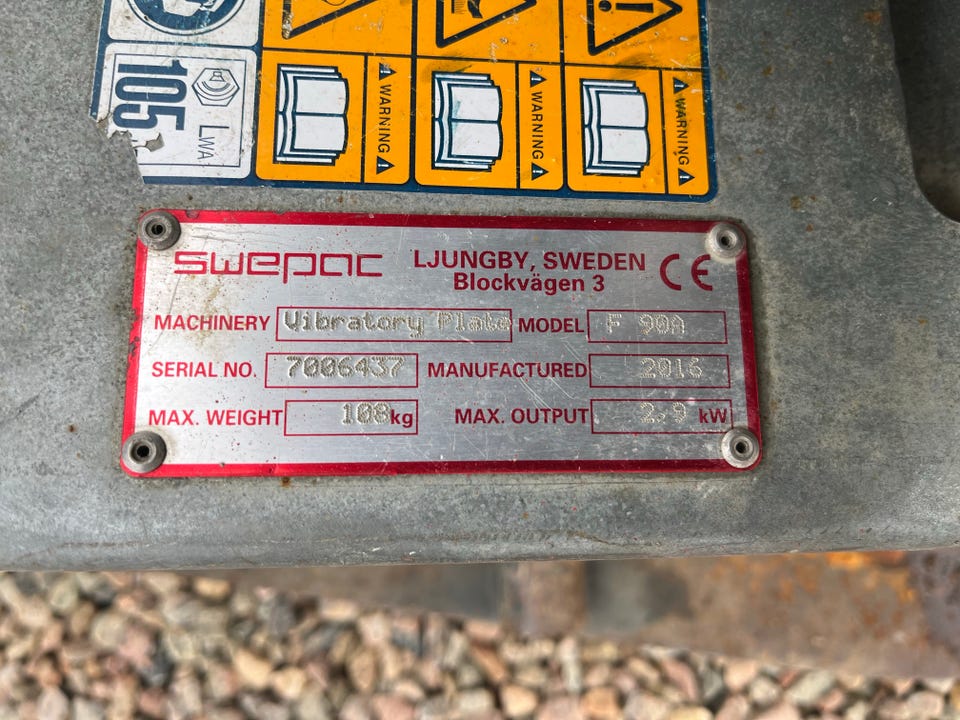 105
LWA
WARNING
WARNING
WARNING
swepac
LJUNGBY, SWEDEN
Blockvägen 3
CE
MACHINERY Vibratory Plate MODEL F 90A
SERIAL NO. 7006437 MANUFACTURED 2016
MAX. WEIGHT 108kg MAX. OUTPUT 2,9 kW